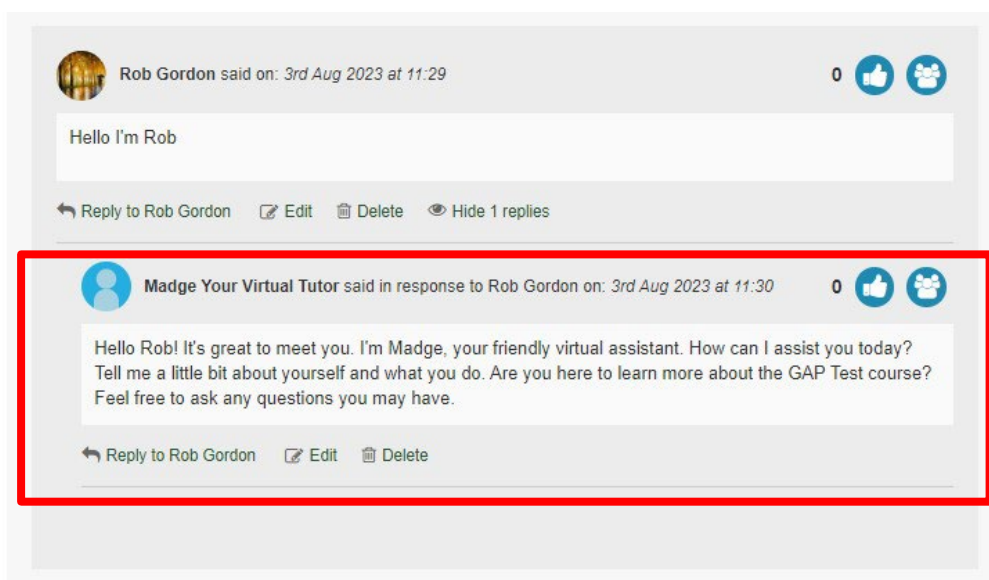 Rob Gordon said on: 3rd Aug 2023 at 11:29 0
Hello I'm Rob
Reply to Rob Gordon Edit Delete Hide 1 replies
Madge Your Virtual Tutor said in response to Rob Gordon on: 3rd Aug 2023 at 11:30 0
Hello Rob! It's great to meet you. I'm Madge, your friendly virtual assistant. How can I assist you today?
Tell me a little bit about yourself and what you do. Are you here to learn more about the GAP Test course?
Feel free to ask any questions you may have.
Reply to Rob Gordon Edit Delete